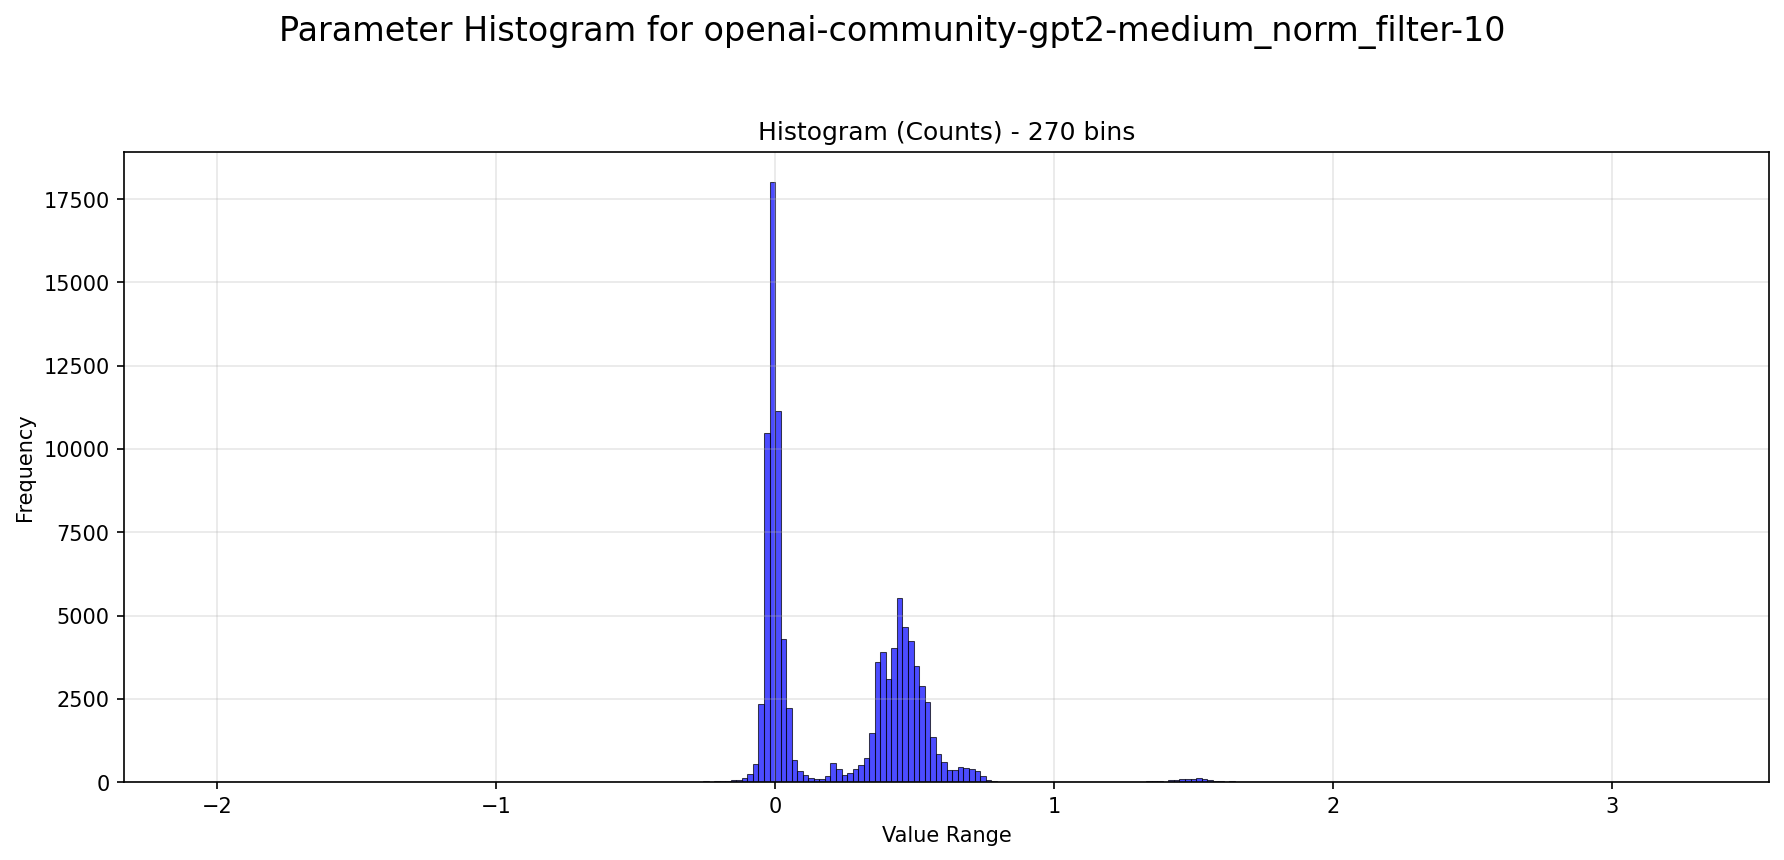 Parameter Histogram for openai-community-gpt2-medium_norm_filter-10
Histogram (Counts) - 270 bins
17500
15000
12500
10000
7500
5000
2500
0
Frequency
−2 −1 0 1 2 3
Value Range